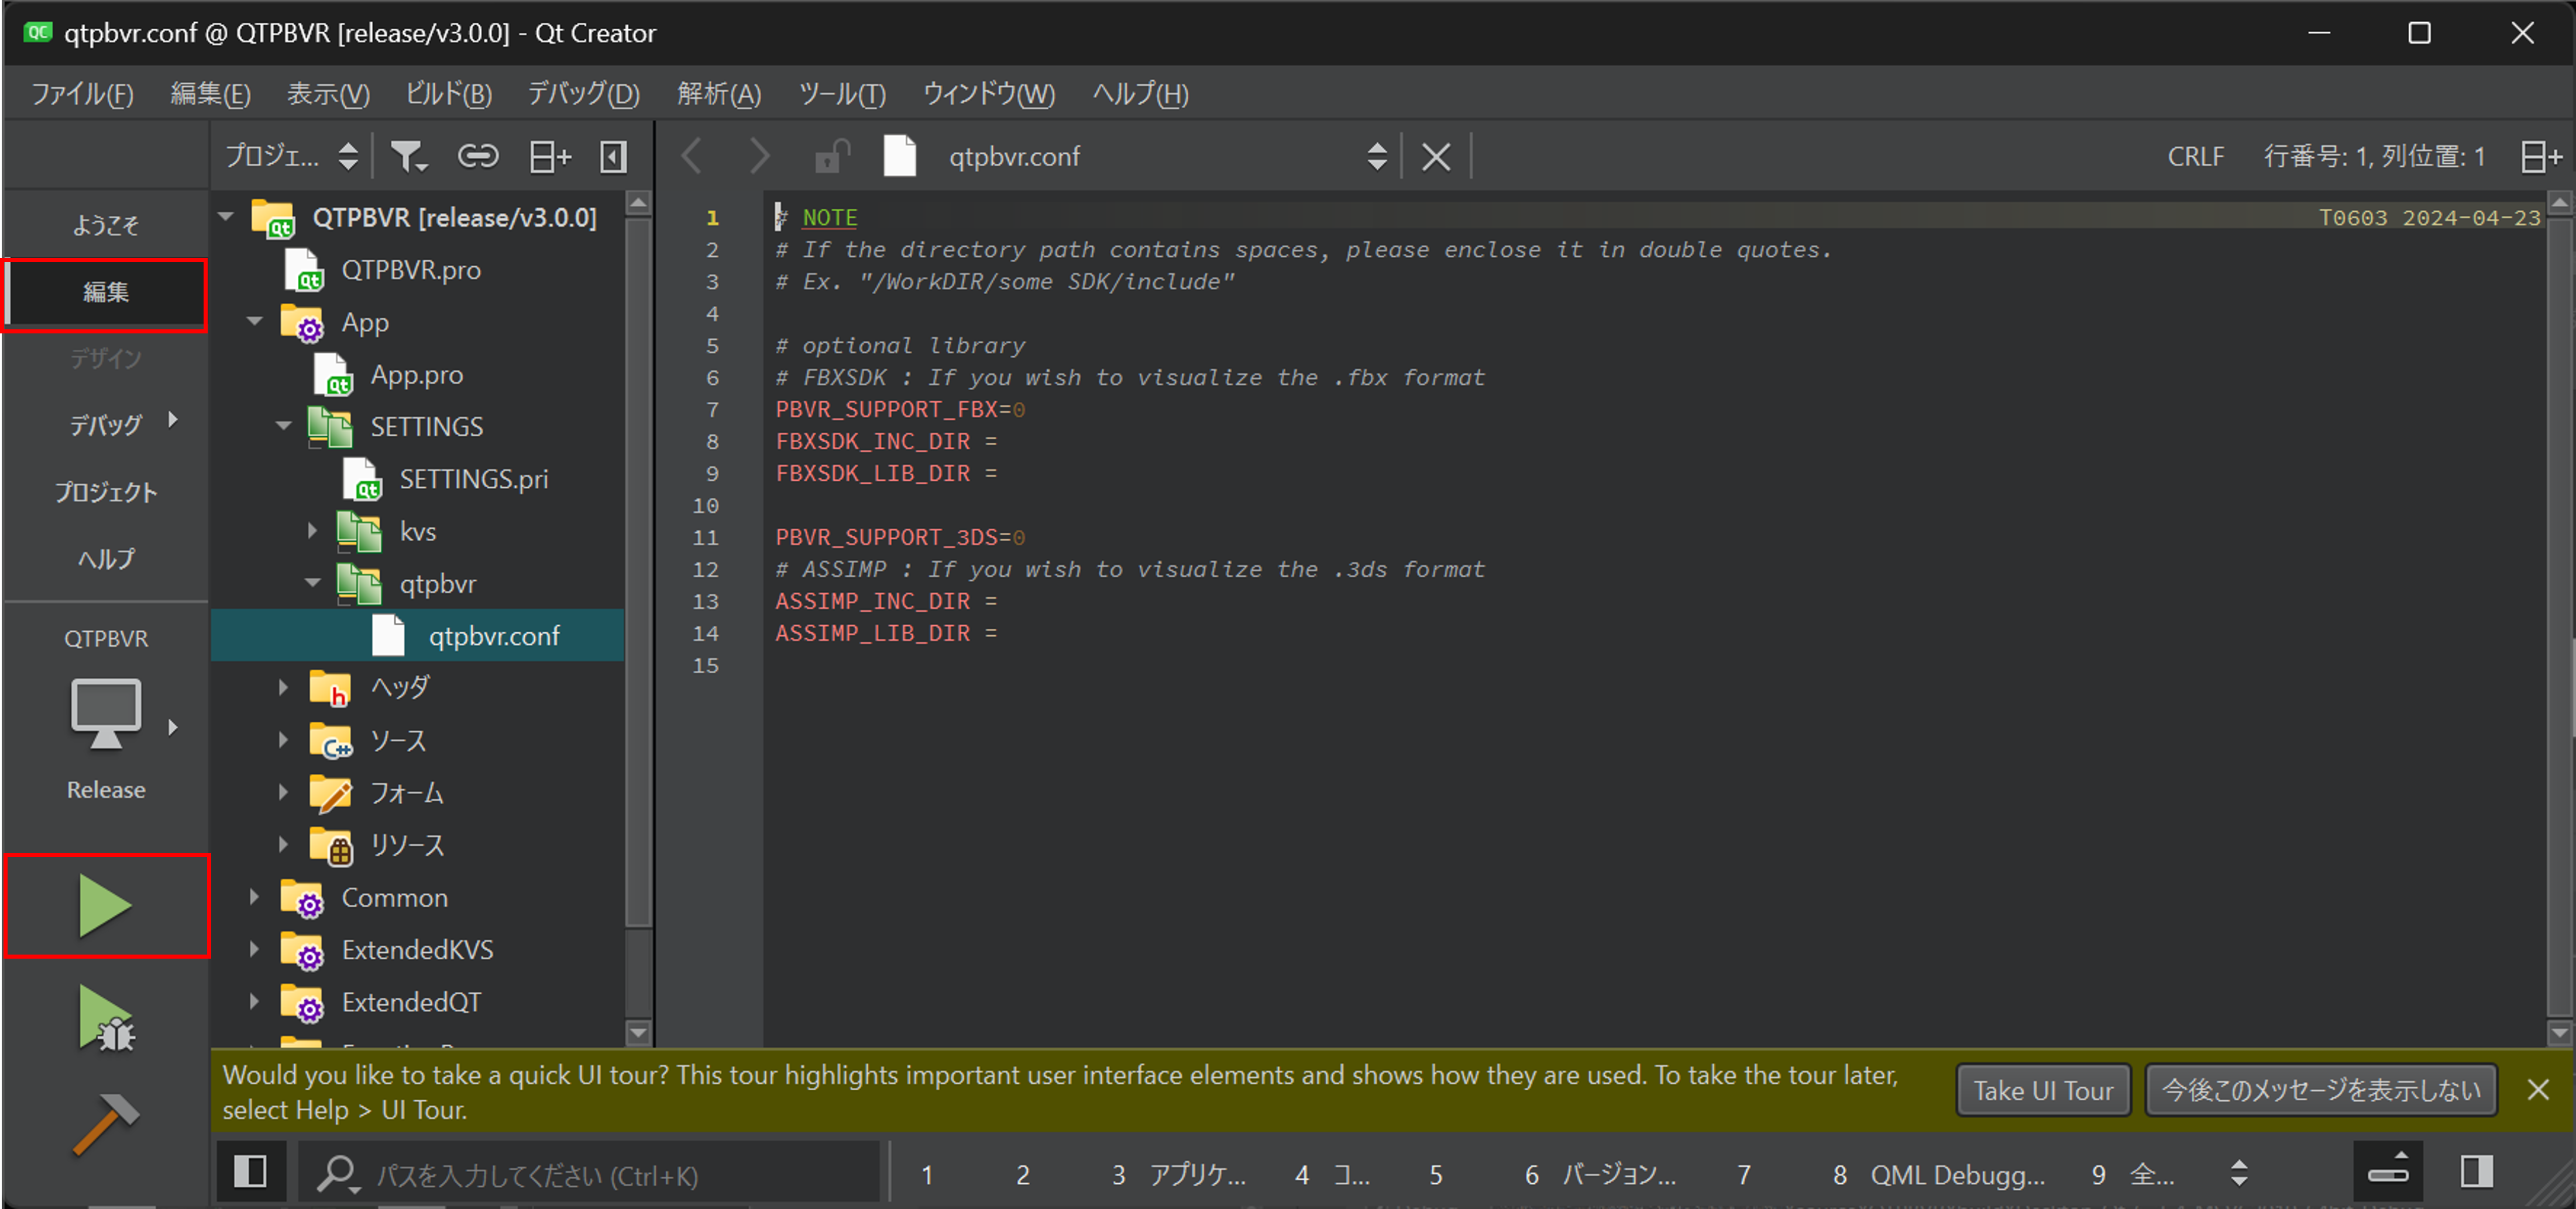 qtpbvr.conf @ QTPBVR [release/v3.0.0] - Qt Creator
ファイル(F) 編集(E) 表示(V) ビルド(B) デバッグ(D) 解析(A) ツール(T) ウィンドウ(W) ヘルプ(H)
プロジェ...
qtpbvr.conf
CRLF 行番号: 1, 列位置: 1
ようこそ
編集
デザイン
デバッグ
プロジェクト
ヘルプ
QTPBVR
Release
QTPBVR [release/v3.0.0]
QTPBVR.pro
App
App.pro
SETTINGS
SETTINGS.pri
kvs
qtpbvr
qtpbvr.conf
ヘッダ
ソース
フォーム
リソース
Common
ExtendedKVS
ExtendedQT
1 # NOTE T0603 2024-04-23
2 # If the directory path contains spaces, please enclose it in double quotes.
3 # Ex. "/WorkDIR/some SDK/include"
4
5 # optional library
6 # FBXSDK : If you wish to visualize the .fbx format
7 PBVR_SUPPORT_FBX=0
8 FBXSDK_INC_DIR =
9 FBXSDK_LIB_DIR =
10
11 PBVR_SUPPORT_3DS=0
12 # ASSIMP : If you wish to visualize the .3ds format
13 ASSIMP_INC_DIR =
14 ASSIMP_LIB_DIR =
15
Would you like to take a quick UI tour? This tour highlights important user interface elements and shows how they are used. To take the tour later,
select Help > UI Tour.
Take UI Tour
今後このメッセージを表示しない
パスを入力してください (Ctrl+K)
1 2 3 アプリケ... 4 コ... 5 6 バージョン... 7 8 QML Debugg... 9 全...